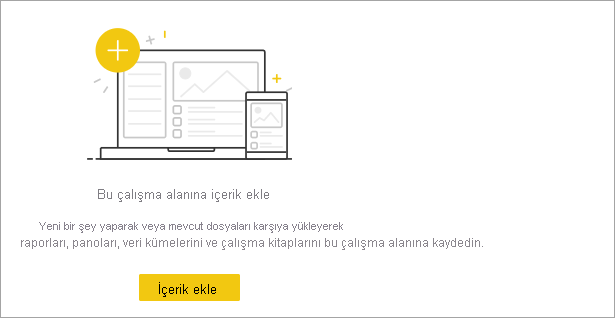 Bu çalışma alanına içerik ekle
Yeni bir şey yaparak veya mevcut dosyaları karşıya yükleyerek
raporları, panoları, veri kümelerini ve çalışma kitaplarını bu çalışma alanına kaydedin.
İçerik ekle